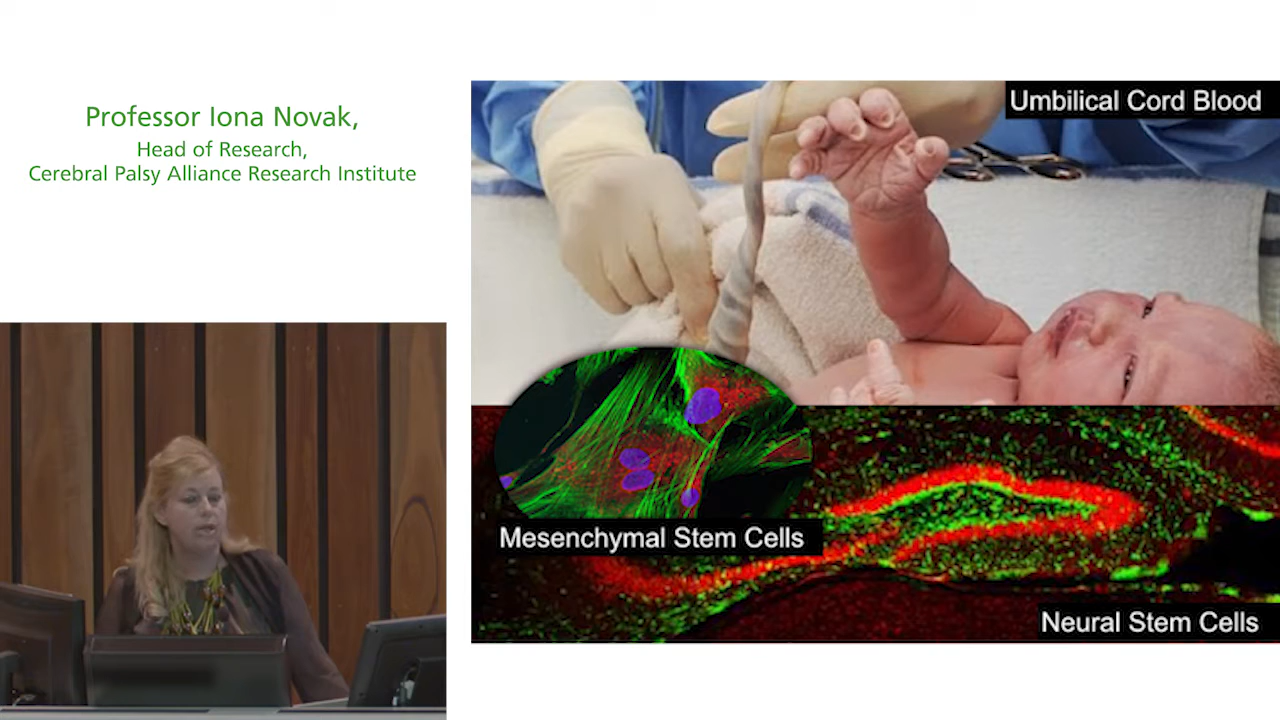 Professor Iona Novak,
Head of Research,
Cerebral Palsy Alliance Research Institute
Umbilical Cord Blood
Mesenchymal Stem Cells
Neural Stem Cells